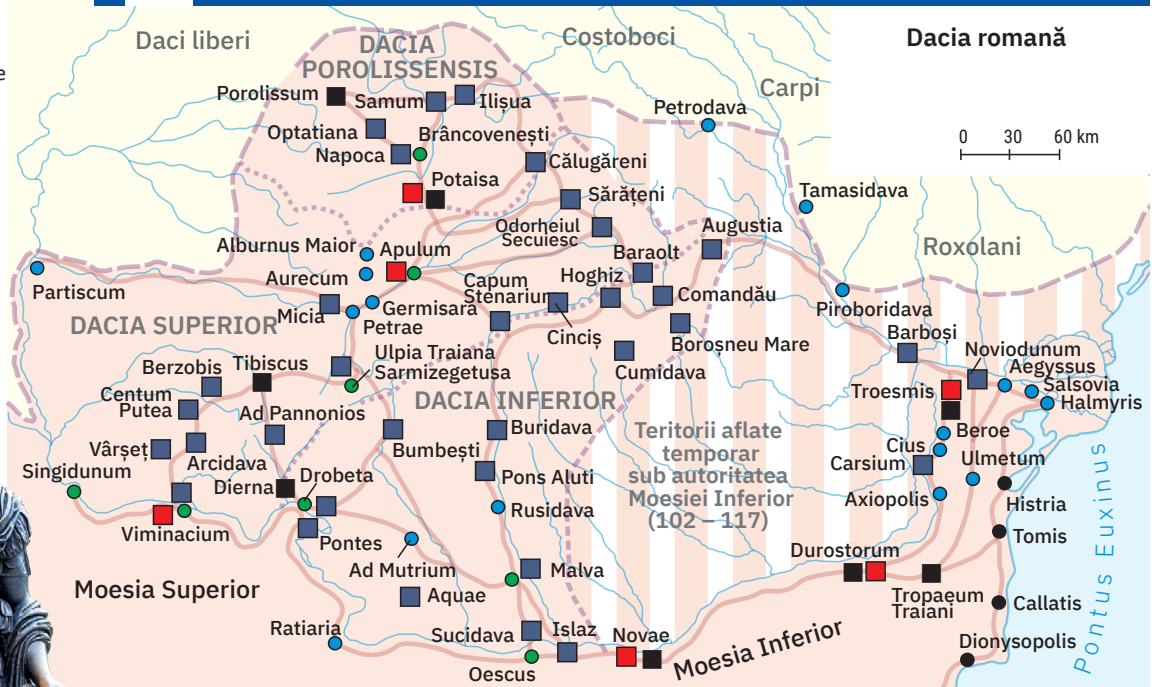 Dacia romană
0 30 60 km
Daci liberi
Costoboci
Carpi
Roxolani
DACIA
POROLISSENSIS
Porolissum
Samum
Ilișua
Optatiana
Brâncovenești
Napoca
Călugăreni
Potaisa
Sărățeni
Petrodava
Tamasidava
Odorheiul
Secuiesc
Augustia
Alburnus Maior
Apulum
Baraolt
Aurecum
Capum
Stenarium
Hoghiz
Partiscum
Germisara
Comandău
Micia
Petrae
Piroboridava
DACIA SUPERIOR
Cinciș
Boroșneu Mare
Barboși
Ulpia Traiana
Sarmizegetusa
Cumidava
Noviodunum
Aegyssus
Berzobis
Tibiscus
Salsovia
Halmyris
Troesmis
Centum
Putea
Ad Pannonios
DACIA INFERIOR
Buridava
Teritorii aflate
temporar
sub autoritatea
Moesiei Inferior
(102 – 117)
Beroe
Cius
Vârșeț
Arcidava
Bumbești
Carsium
Ulmetum
Singidunum
Dierna
Drobeta
Pons Aluti
Axiopolis
Histria
Rusidava
Viminacium
Pontes
Tomis
Ad Mutrium
Malva
Durostorum
Moesia Superior
Aquae
Tropaeum
Traiani
Callatis
Ratiaria
Sucidava
Islaz
Novae
Moesia Inferior
Dionysopolis
Oescus
Pontus Euxinus
e